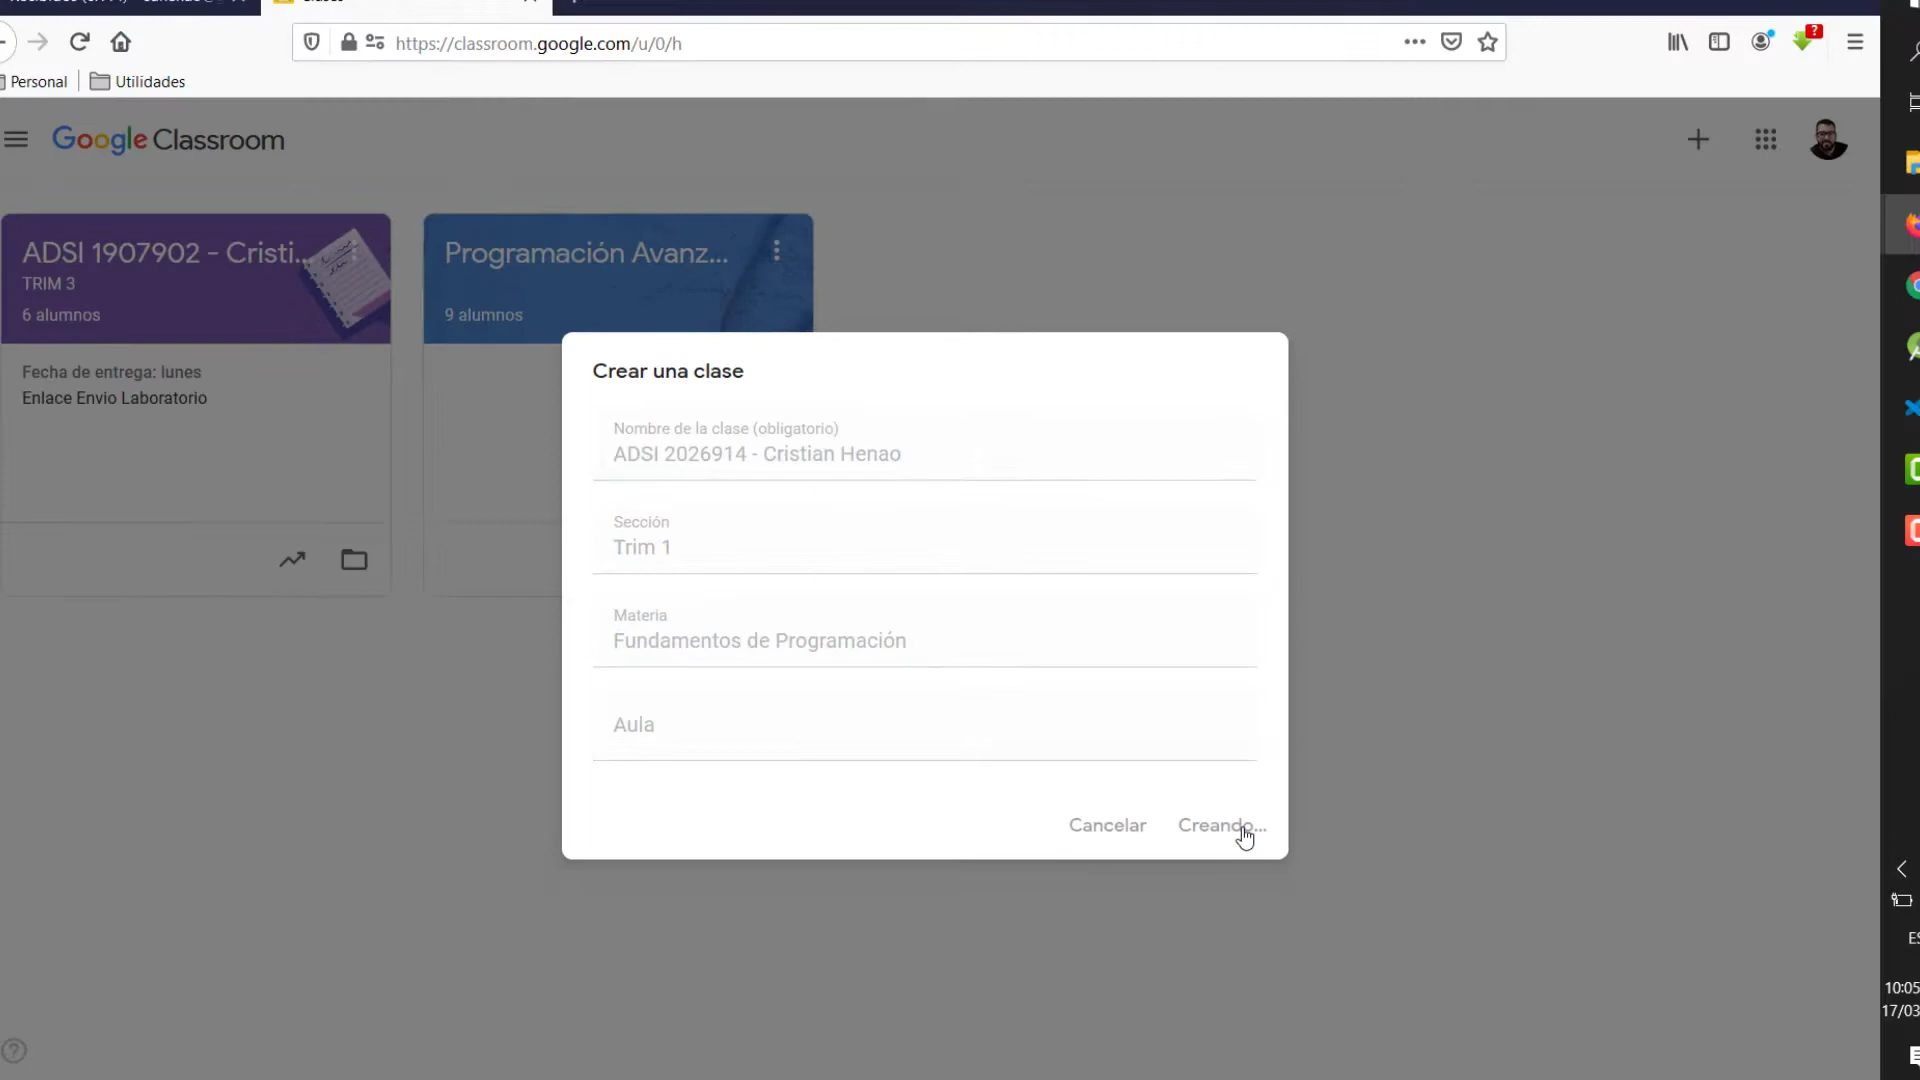 https://classroom.google.com/u/0/h
?
Personal
Utilidades
Google Classroom
ADSI 1907902 - Cristi...
TRIM 3
6 alumnos
Programación Avanz...
9 alumnos
Fecha de entrega: lunes
Enlace Envio Laboratorio
Crear una clase
Nombre de la clase (obligatorio)
ADSI 2026914 - Cristian Henao
Sección
Trim 1
Materia
Fundamentos de Programación
Aula
Cancelar
Creando...
ES
10:05
17/03